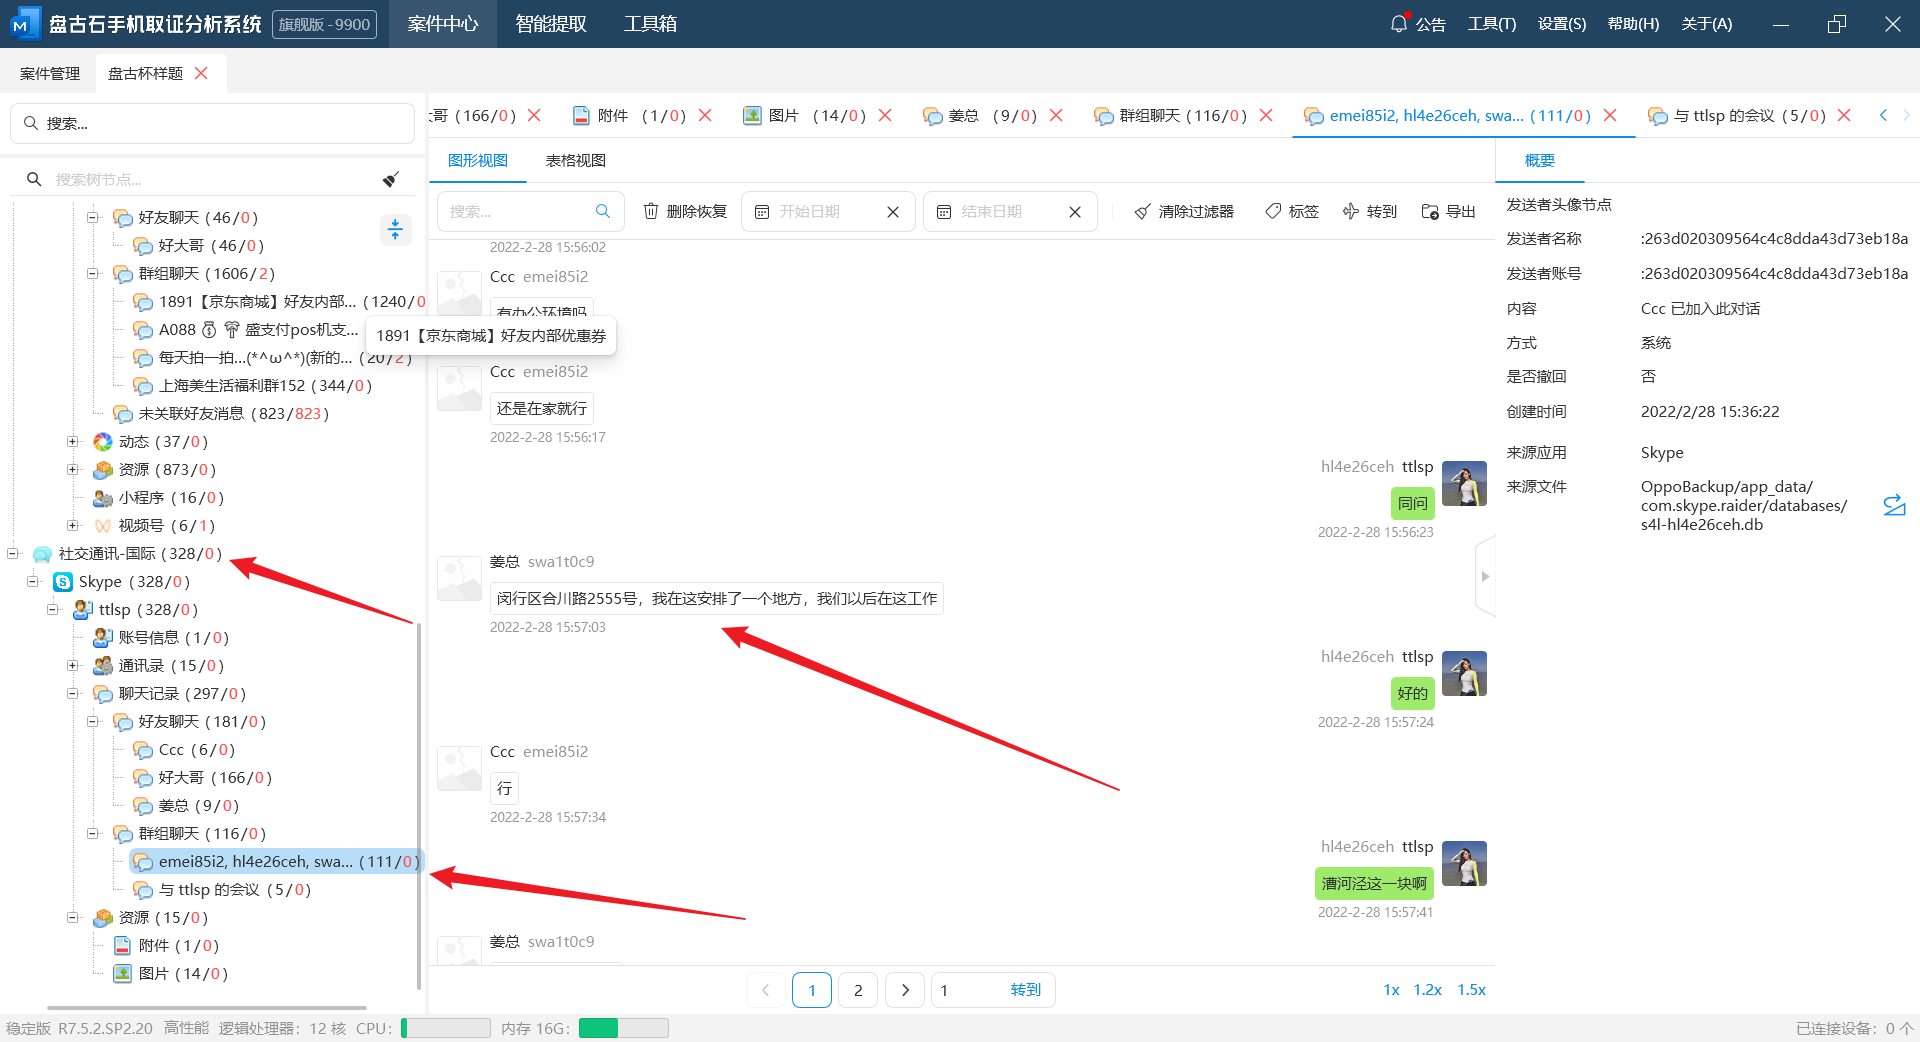 盘古石手机取证分析系统 旗舰版 -9900 案件中心 智能提取 工具箱 公告 工具(T) 设置(S) 帮助(H) 关于(A)
案件管理 盘古杯样题
搜索...
搜索树节点...
好友聊天 (46/0)
好大哥 (46/0)
群组聊天 (1606/2)
1891【京东商城】好友内部... (1240/0
A088 盛支付pos机支...
每天拍一拍...(*^ω^*)(新的... (20/2)
上海美生活福利群152 (344/0)
未关联好友消息 (823/823)
动态 (37/0)
资源 (873/0)
小程序 (16/0)
视频号 (6/1)
社交通讯-国际 (328/0)
Skype (328/0)
ttlsp (328/0)
账号信息 (1/0)
通讯录 (15/0)
聊天记录 (297/0)
好友聊天 (181/0)
Ccc (6/0)
好大哥 (166/0)
姜总 (9/0)
群组聊天 (116/0)
emei85i2, hl4e26ceh, swa... (111/0)
与 ttlsp 的会议 (5/0)
资源 (15/0)
附件 (1/0)
图片 (14/0)
1891【京东商城】好友内部优惠券
大哥 (166/0) 附件 (1/0) 图片 (14/0) 姜总 (9/0) 群组聊天 (116/0) emei85i2, hl4e26ceh, swa... (111/0) 与 ttlsp 的会议 (5/0)
图形视图 表格视图
搜索... 删除恢复 开始日期 结束日期 清除过滤器 标签 转到 导出
2022-2-28 15:56:02
Ccc emei85i2
有办公环境吗
Ccc emei85i2
还是在家就行
2022-2-28 15:56:17
hl4e26ceh ttlsp
同问
2022-2-28 15:56:23
姜总 swa1t0c9
闵行区合川路2555号，我在这安排了一个地方，我们以后在这工作
2022-2-28 15:57:03
hl4e26ceh ttlsp
好的
2022-2-28 15:57:24
Ccc emei85i2
行
2022-2-28 15:57:34
hl4e26ceh ttlsp
漕河泾这一块啊
2022-2-28 15:57:41
姜总 swa1t0c9
1 2 1 转到 1x 1.2x 1.5x
概要
发送者头像节点
发送者名称 :263d020309564c4c8dda43d73eb18a
发送者账号 :263d020309564c4c8dda43d73eb18a
内容 Ccc 已加入此对话
方式 系统
是否撤回 否
创建时间 2022/2/28 15:36:22
来源应用 Skype
来源文件 OppoBackup/app_data/
com.skype.raider/databases/
s4l-hl4e26ceh.db
稳定版 R7.5.2.SP2.20 高性能 逻辑处理器：12 核 CPU： 内存 16G： 已连接设备：0 个